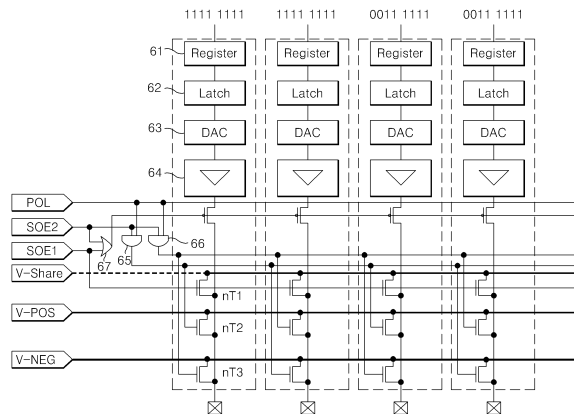 1111 1111 1111 1111 0011 1111 0011 1111
61 Register Register Register Register
62 Latch Latch Latch Latch
63 DAC DAC DAC DAC
64
POL
SOE2
SOE1
67 65 66
V-Share
nT1
V-POS
nT2
V-NEG
nT3